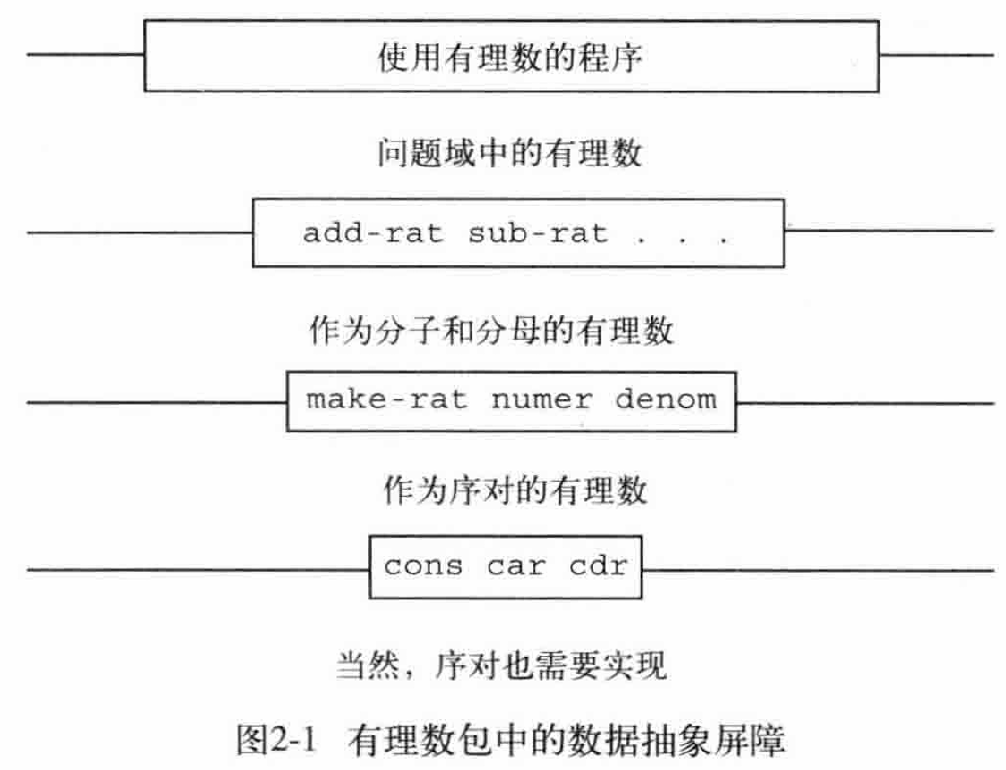 使用有理数的程序
问题域中的有理数
add-rat sub-rat . . .
作为分子和分母的有理数
make-rat numer denom
作为序对的有理数
cons car cdr
当然，序对也需要实现
图2-1 有理数包中的数据抽象屏障